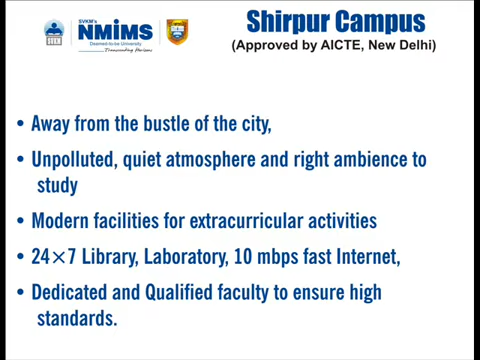 SVKM'S
NMIMS
Deemed-to-be University
Transcending Horizons
Shirpur Campus
(Approved by AICTE, New Delhi)
• Away from the bustle of the city,
• Unpolluted, quiet atmosphere and right ambience to
study
• Modern facilities for extracurricular activities
• 24×7 Library, Laboratory, 10 mbps fast Internet,
• Dedicated and Qualified faculty to ensure high
standards.